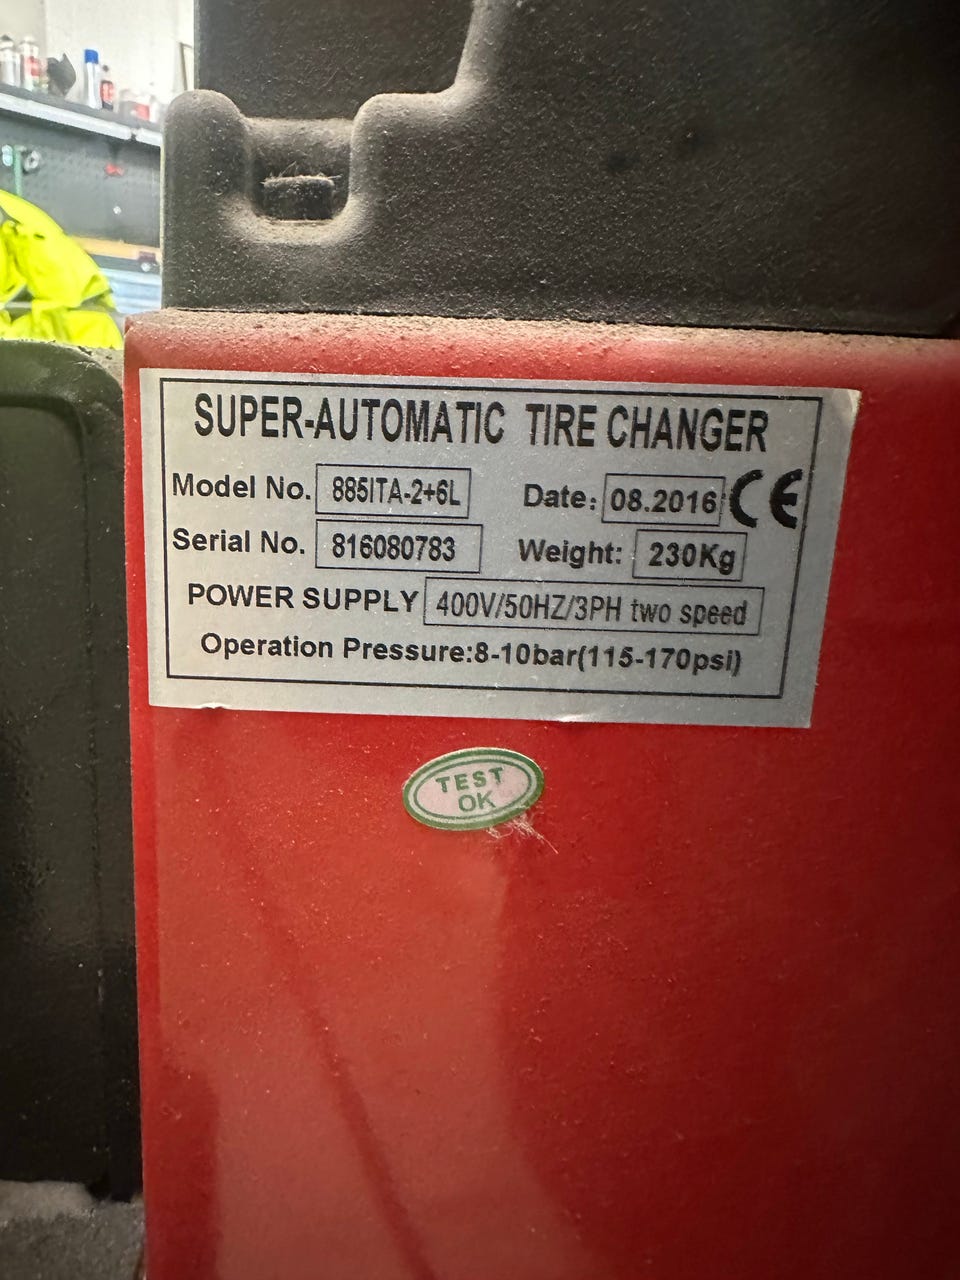 SUPER-AUTOMATIC TIRE CHANGER
Model No. 885ITA-2+6L Date: 08.2016 CE
Serial No. 816080783 Weight: 230Kg
POWER SUPPLY 400V/50HZ/3PH two speed
Operation Pressure:8-10bar(115-170psi)
TEST
OK